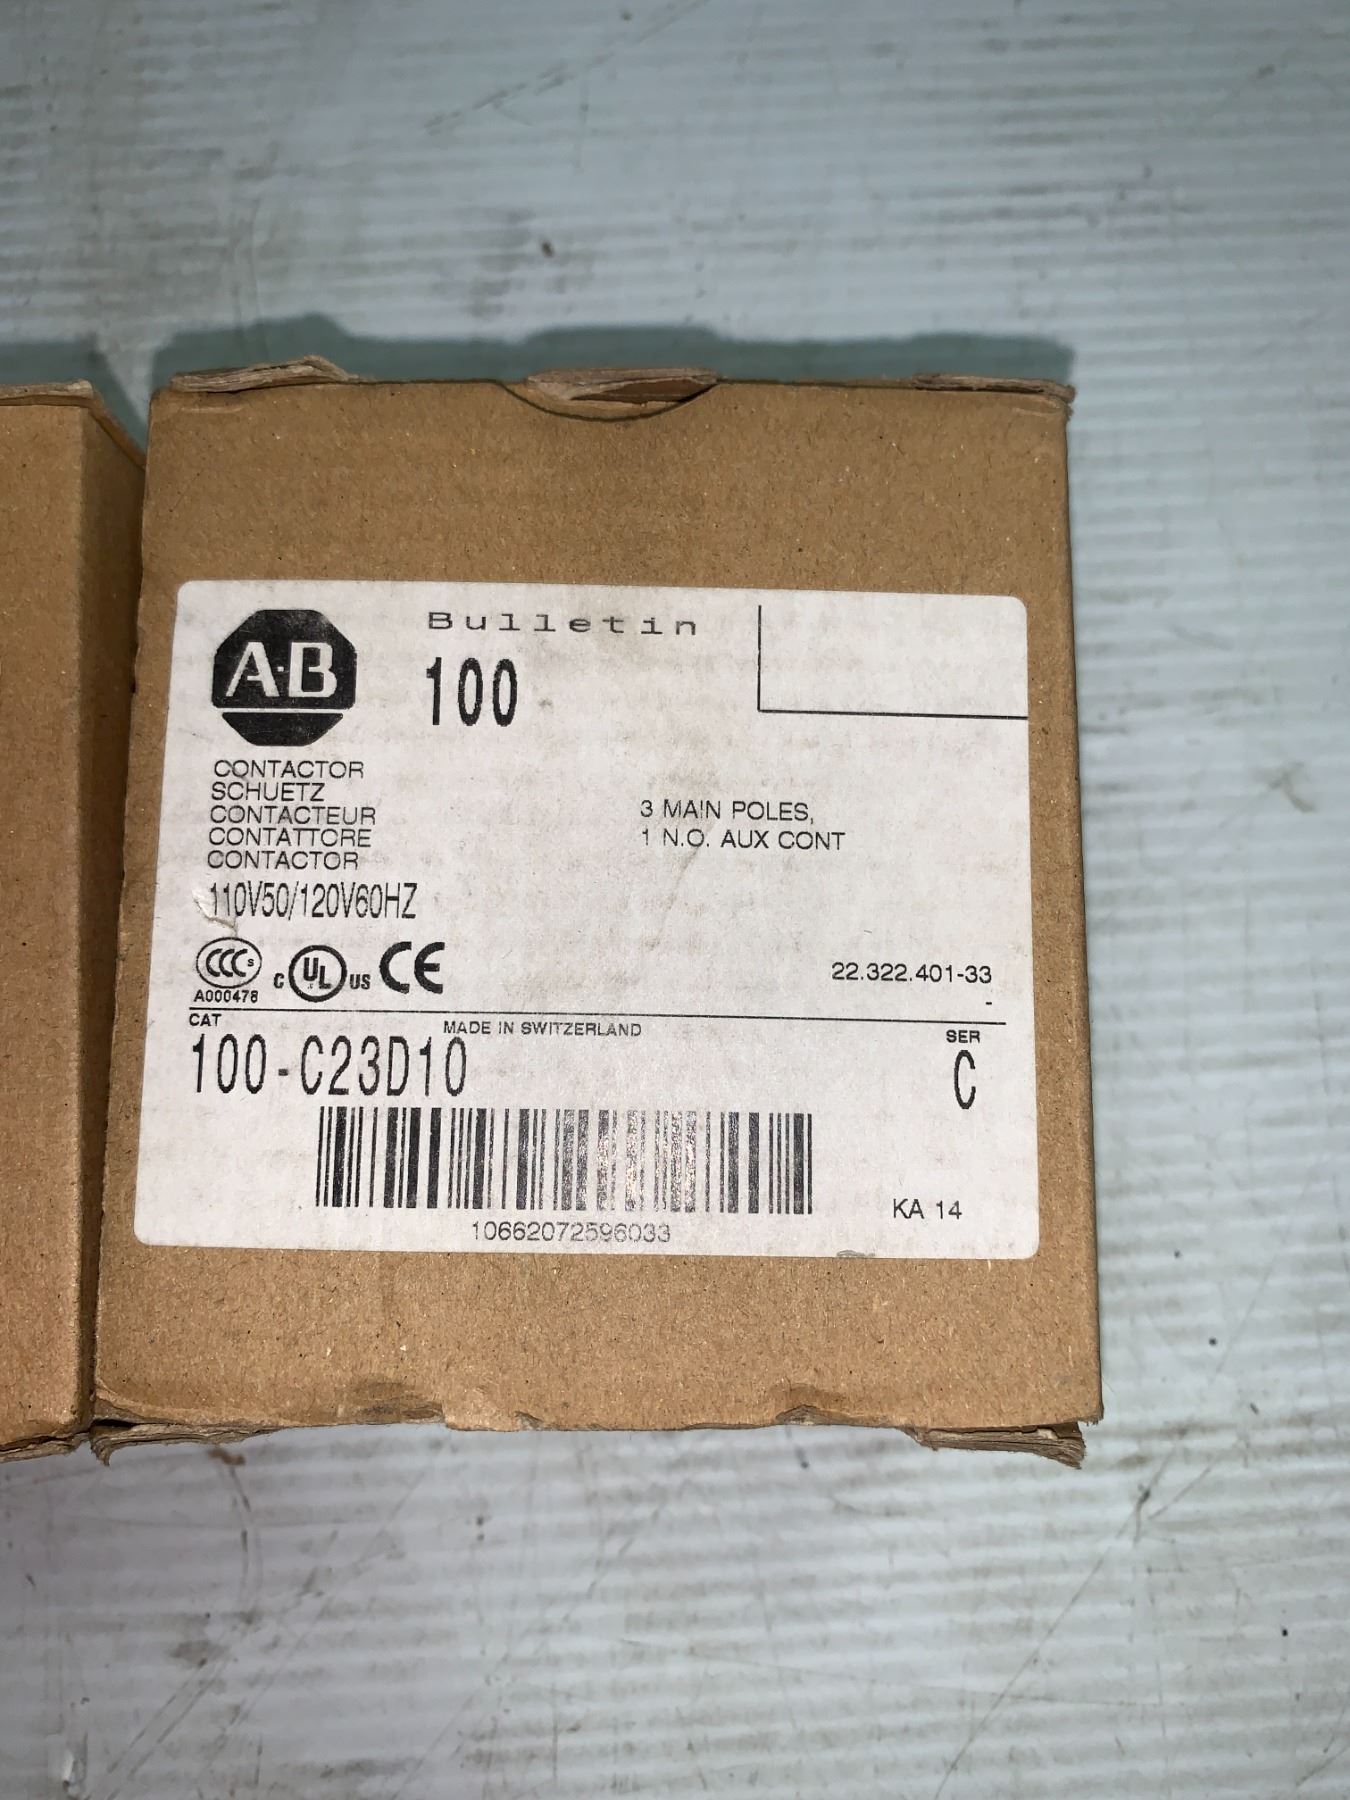 A-B
Bulletin
100
CONTACTOR
SCHUETZ
CONTACTEUR
CONTATTORE
CONTACTOR
110V50/120V60HZ
3 MAIN POLES,
1 N.O. AUX CONT
CCC S
A000478
C UL US CE
22.322.401-33
-
CAT
MADE IN SWITZERLAND
SER
100-C23D10
C
KA 14
10662072596033